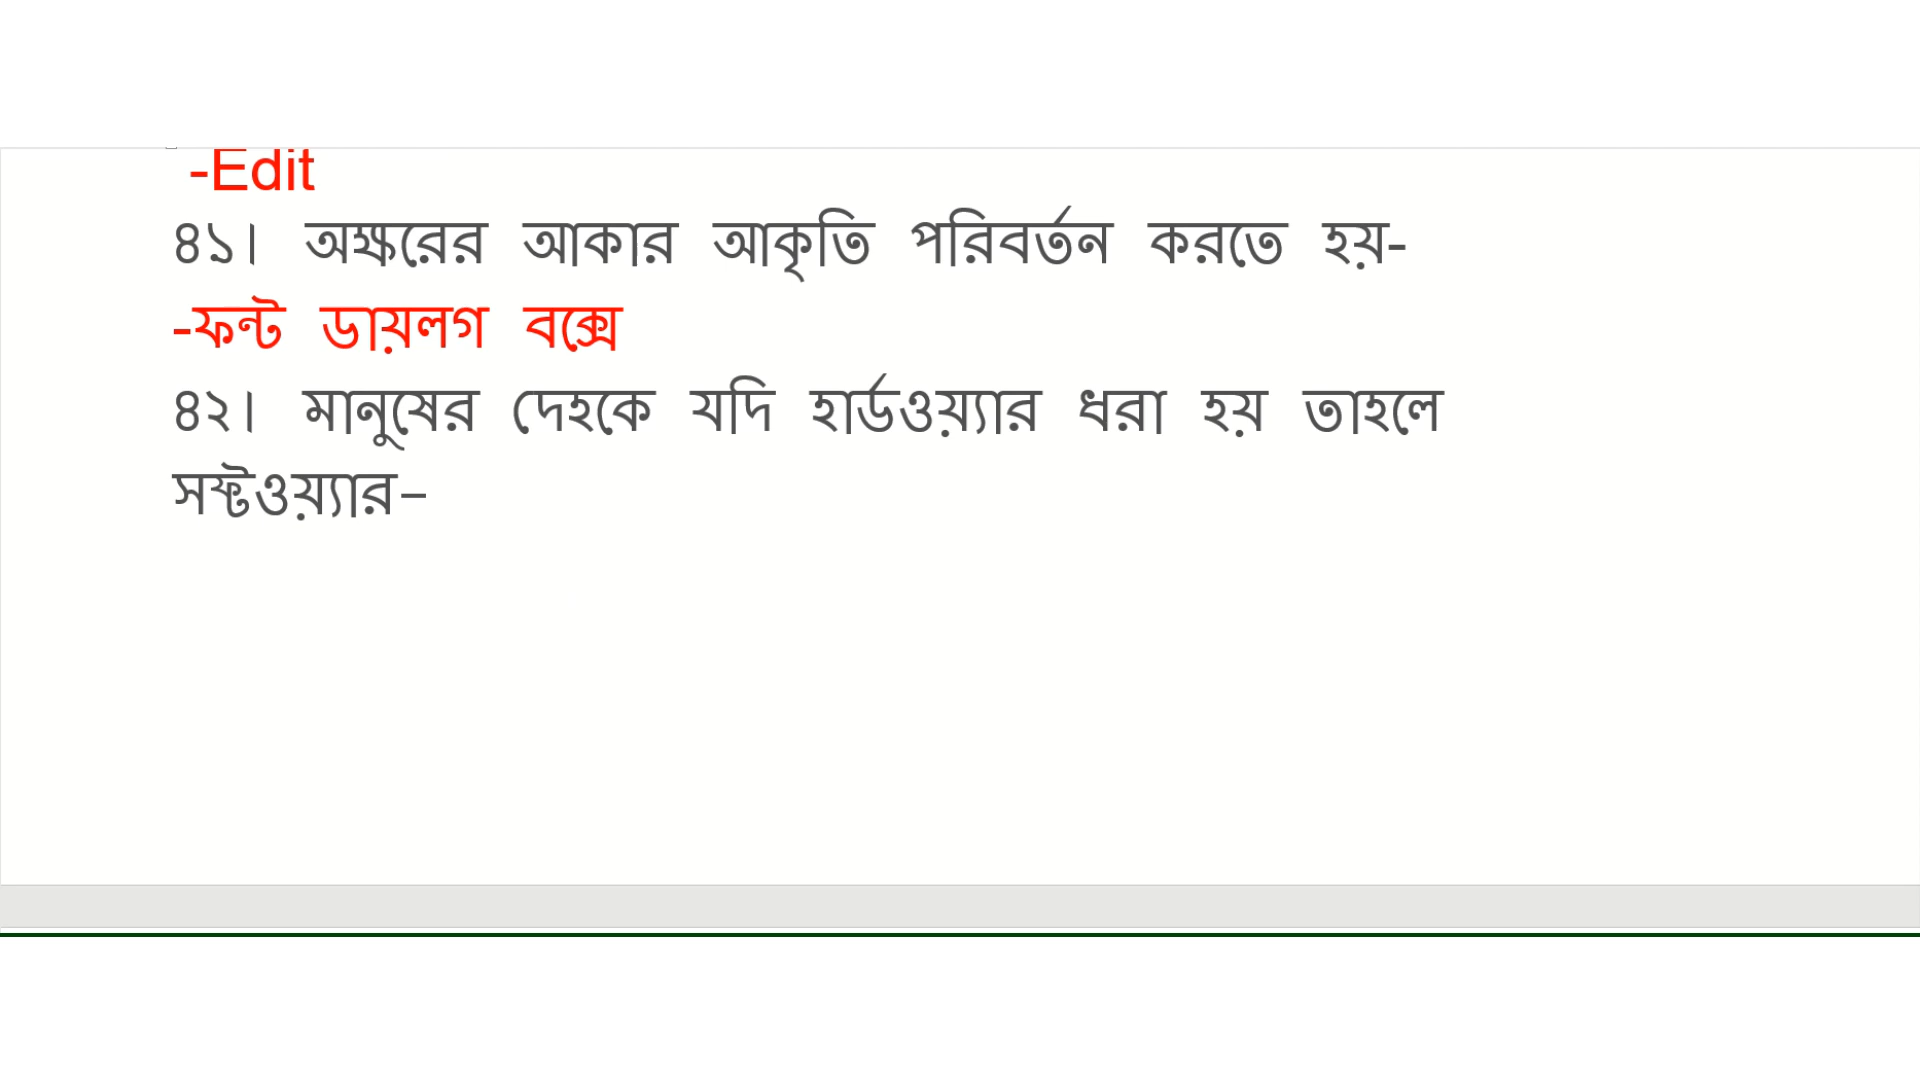 -Edit
৪১। অক্ষরের আকার আকৃতি পরিবর্তন করতে হয়-
-ফন্ট ডায়লগ বক্সে
৪২। মানুষের দেহকে যদি হার্ডওয়্যার ধরা হয় তাহলে
সফ্টওয়্যার–